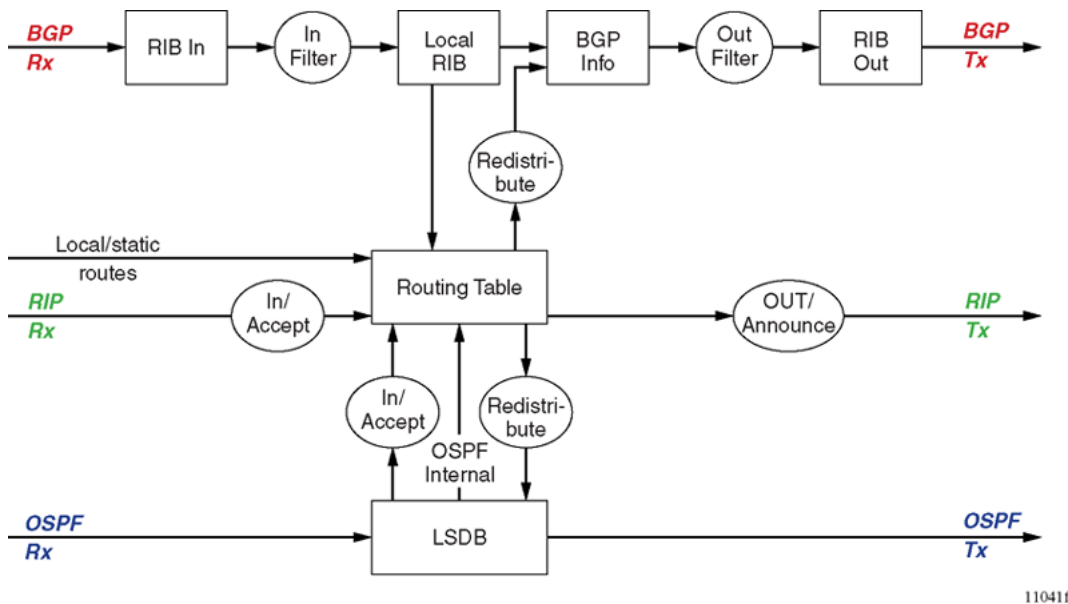 BGP
Rx
RIB In
In
Filter
Local
RIB
BGP
Info
Out
Filter
RIB
Out
BGP
Tx
Redistri-
bute
Local/static
routes
Routing Table
RIP
Rx
In/
Accept
OUT/
Announce
RIP
Tx
In/
Accept
Redistri-
bute
OSPF
Internal
OSPF
Rx
LSDB
OSPF
Tx
11041f